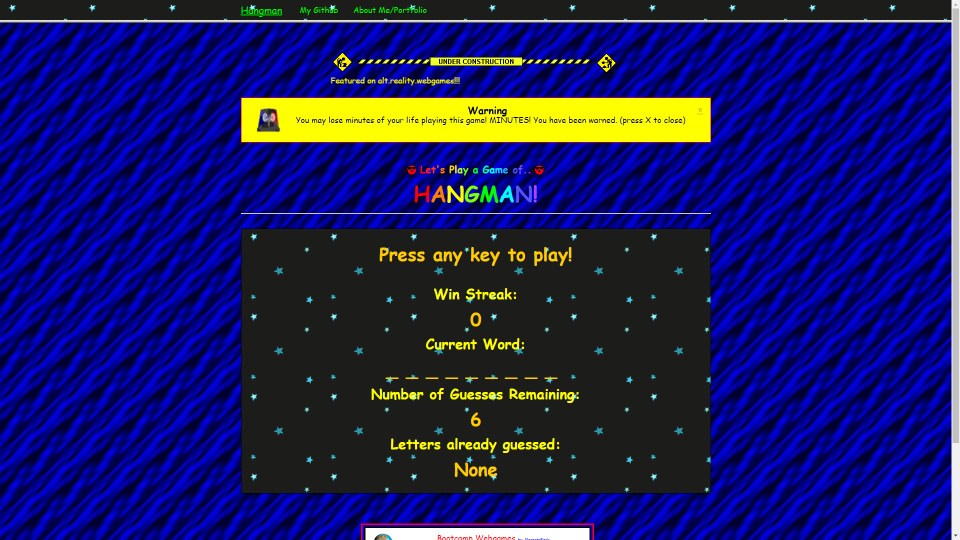 Hangman My Github About Me/Portfolio
UNDER CONSTRUCTION
Featured on alt.reality.webgames!!!
Warning
x
You may lose minutes of your life playing this game! MINUTES! You have been warned. (press X to close)
Let's Play a Game of..
HANGMAN!
Press any key to play!
Win Streak:
0
Current Word:
_ _ _ _ _ _ _ _ _
Number of Guesses Remaining:
6
Letters already guessed:
None
Bootcamp Webgames